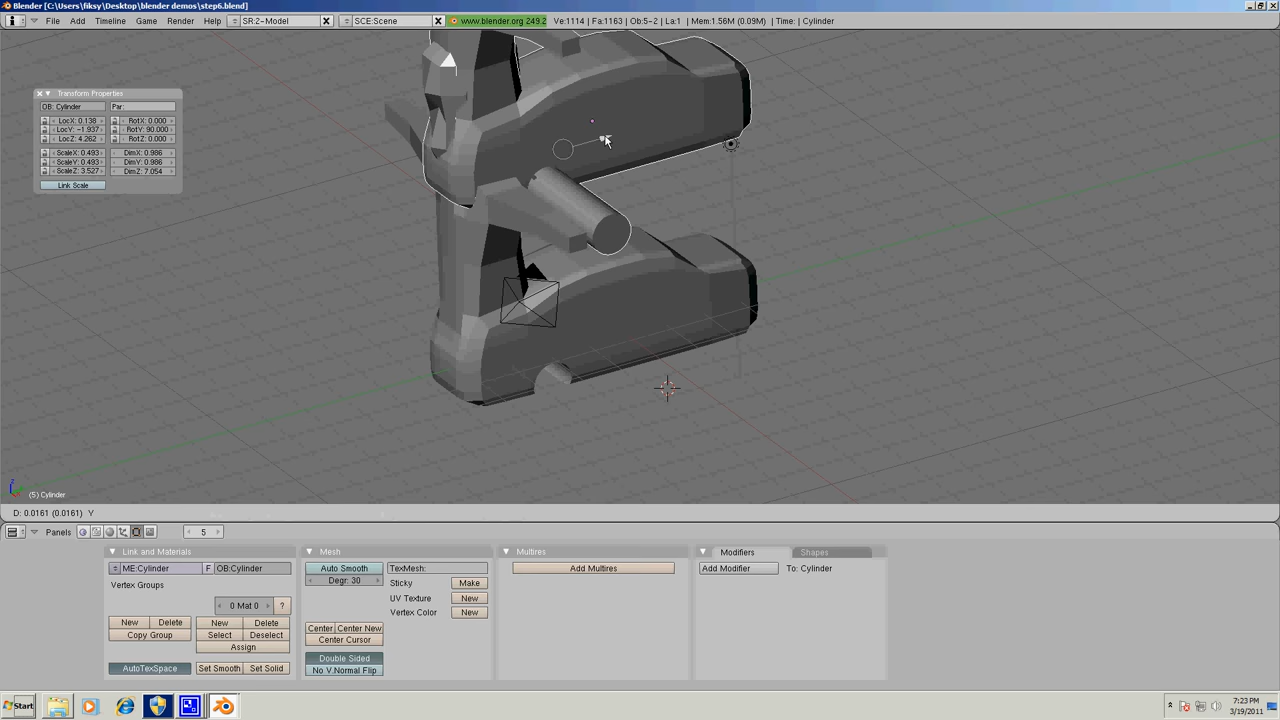 Blender [C:\Users\fiksy\Desktop\blender demos\step6.blend]
File Add Timeline Game Render Help SR:2-Model SCE:Scene www.blender.org 249.2 Ve:1114 | Fa:1163 | Ob:5-2 | La:1 | Mem:1.56M (0.09M) | Time: | Cylinder
Transform Properties
OB: Cylinder Par:
LocX: 0.138 RotX: 0.000
LocY: -1.937 RotY: 90.000
LocZ: 4.262 RotZ: 0.000
ScaleX: 0.493 DimX: 0.986
ScaleY: 0.493 DimY: 0.986
ScaleZ: 3.527 DimZ: 7.054
Link Scale
(5) Cylinder
D: 0.0161 (0.0161) Y
Panels 5
Link and Materials
ME:Cylinder F OB:Cylinder
Vertex Groups
0 Mat 0 ?
New Delete New Delete
Copy Group Select Deselect
Assign
AutoTexSpace Set Smooth Set Solid
Mesh
Auto Smooth TexMesh:
Degr: 30 Sticky Make
UV Texture New
Vertex Color New
Center Center New
Center Cursor
Double Sided
No V.Normal Flip
Multires
Add Multires
Modifiers Shapes
Add Modifier To: Cylinder
Start
7:23 PM
3/19/2011